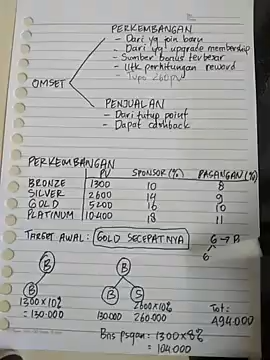 PERKEMBANGAN
- Dari yg join baru
- Dari yg upgrade membership
- Sumber bonus terbesar
- Utk perhitungan reward
- Tupo 260pv
OMSET
PENJUALAN
- Dari tutup point
- Dapat cashback
PERKEMBANGAN
PV SPONSOR (%) PASANGAN (%)
BRONZE 1300 10 8
SILVER 2600 14 9
GOLD 5200 16 10
PLATINUM 10400 18 11
TARGET AWAL: GOLD SECEPATNYA G → P
6
B B
B B S
1300 x 10% 2600 x 10% Tot:
= 130.000 130.000 260.000 494.000
Bns psgan: 1300 x 8%
= 104.000